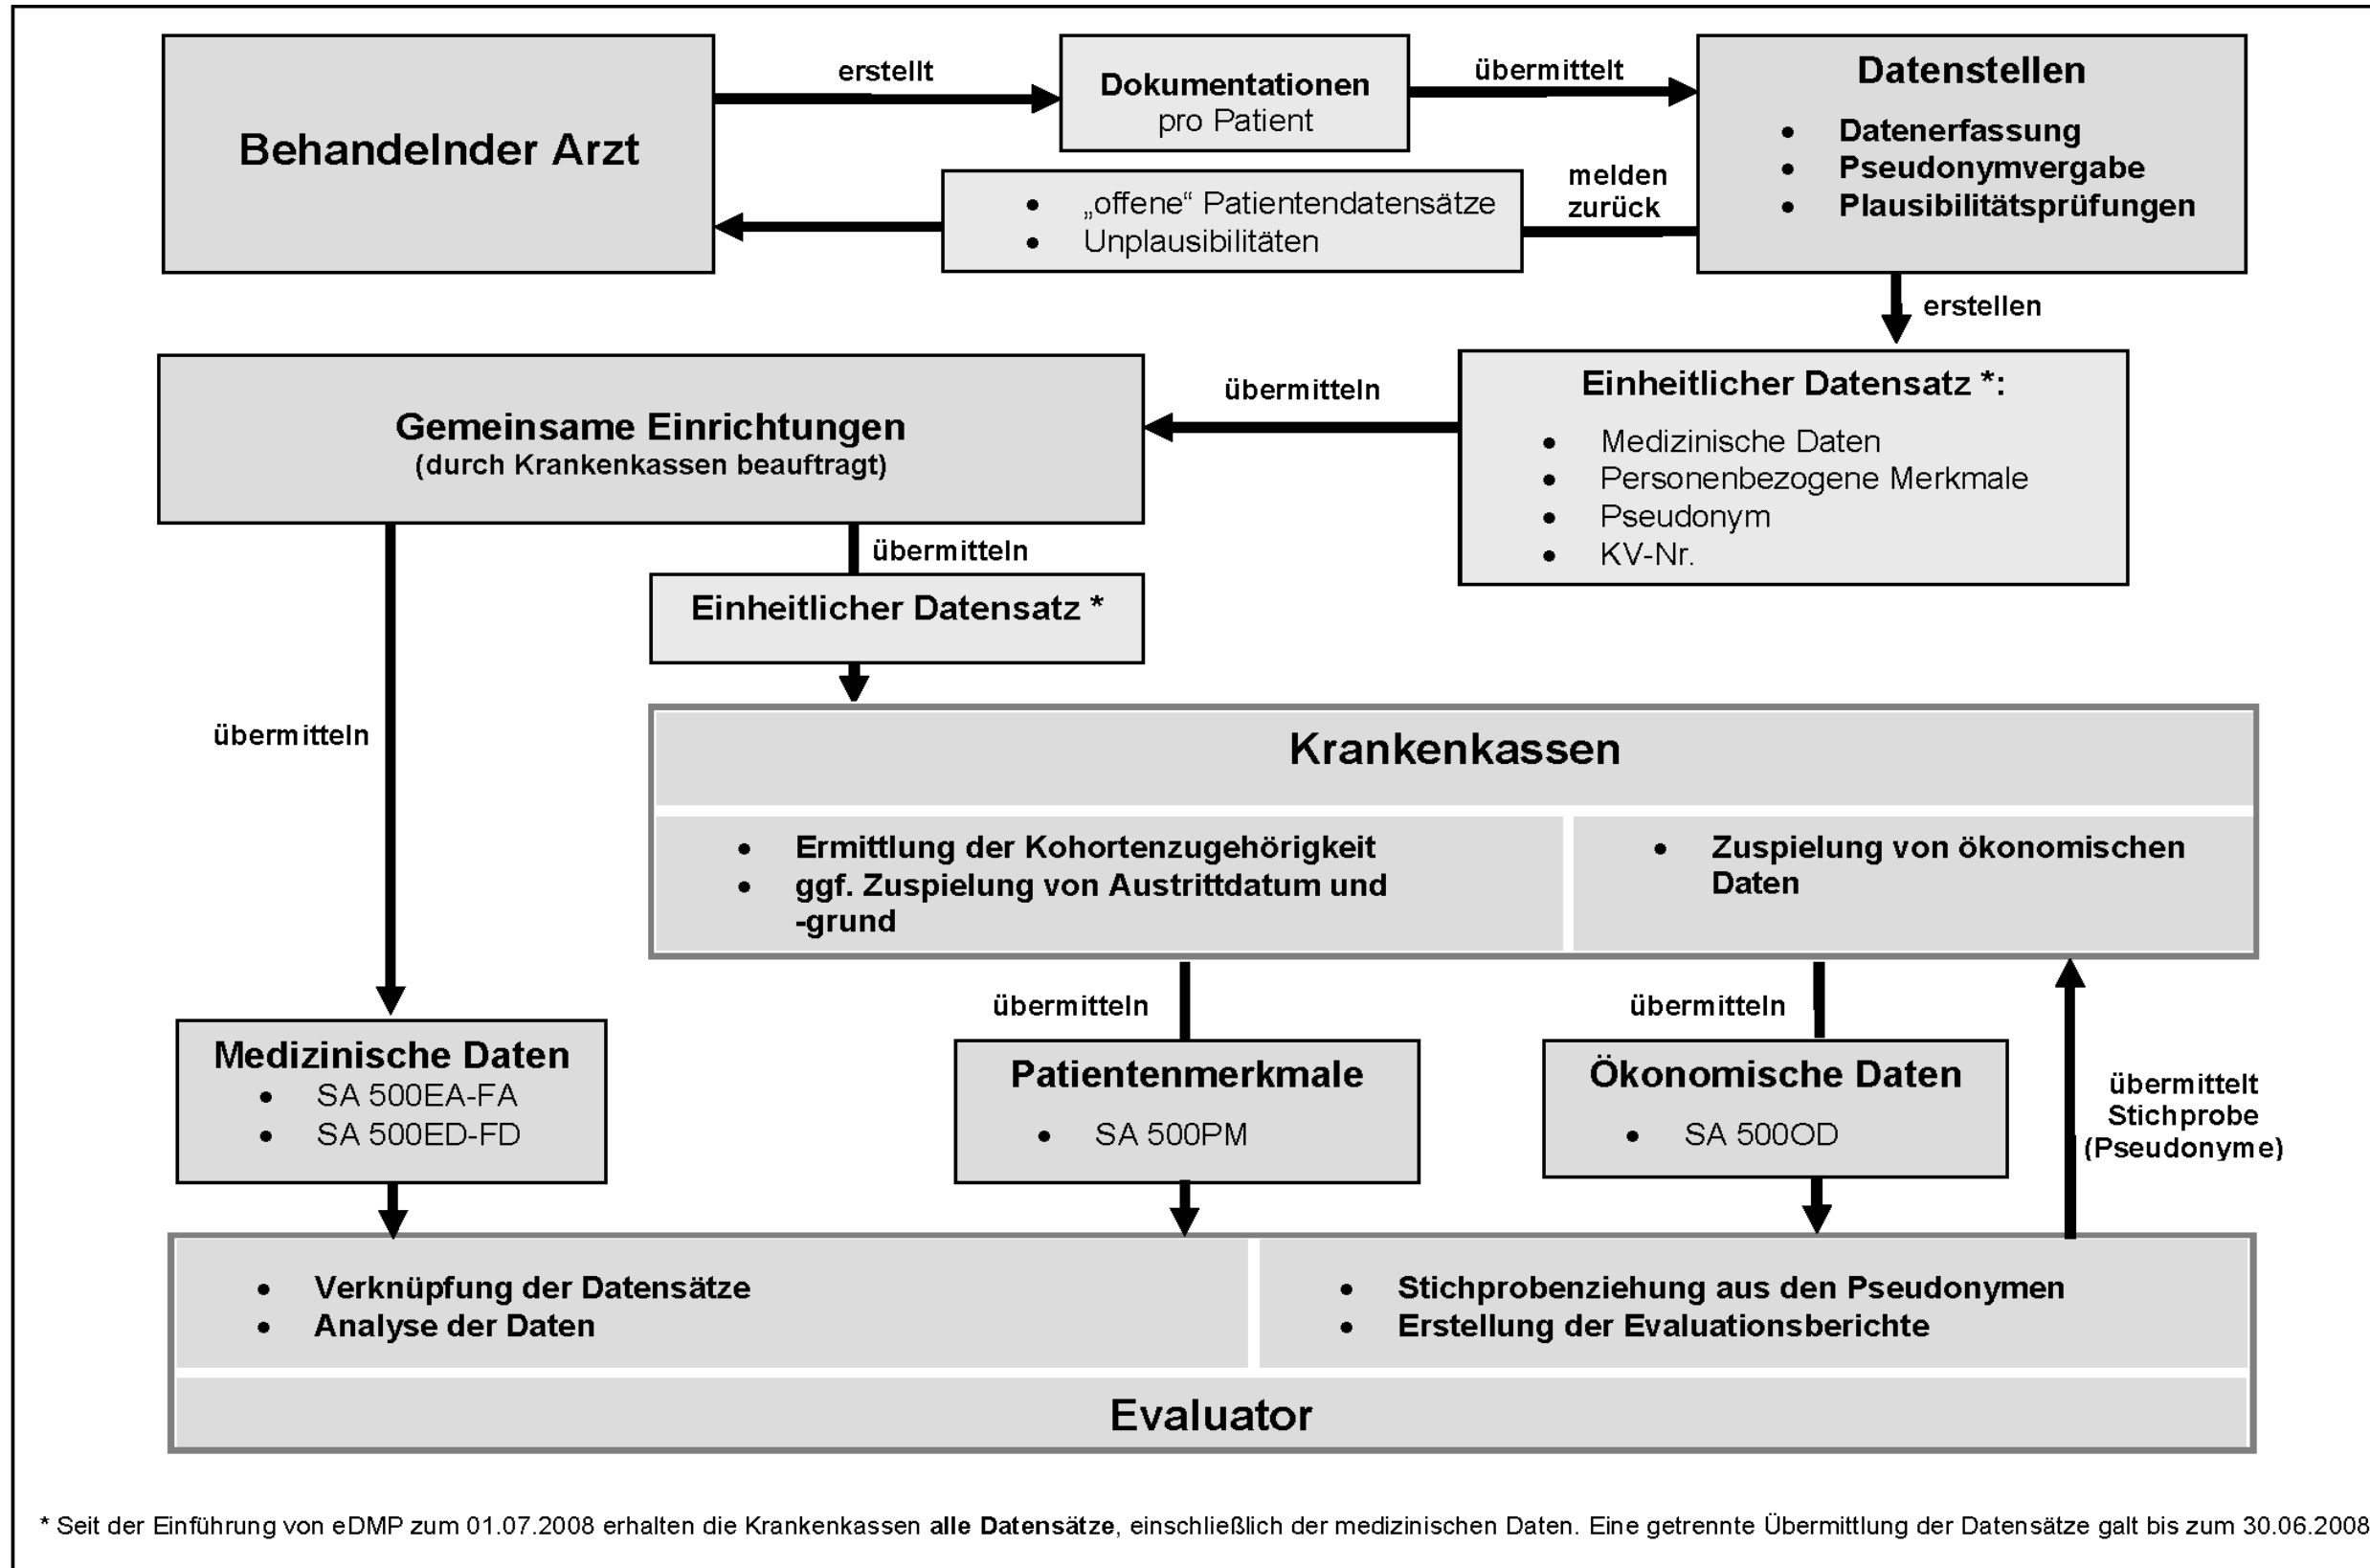 Behandelnder Arzt
erstellt
Dokumentationen
pro Patient
übermittelt
Datenstellen
• Datenerfassung
• Pseudonymvergabe
• Plausibilitätsprüfungen
melden
zurück
• „offene“ Patientendatensätze
• Unplausibilitäten
erstellen
Einheitlicher Datensatz *:
• Medizinische Daten
• Personenbezogene Merkmale
• Pseudonym
• KV-Nr.
übermitteln
Gemeinsame Einrichtungen
(durch Krankenkassen beauftragt)
übermitteln
Einheitlicher Datensatz *
übermitteln
Krankenkassen
• Ermittlung der Kohortenzugehörigkeit
• ggf. Zuspielung von Austrittdatum und
-grund
• Zuspielung von ökonomischen
Daten
übermitteln
übermitteln
Medizinische Daten
• SA 500EA-FA
• SA 500ED-FD
Patientenmerkmale
• SA 500PM
Ökonomische Daten
• SA 500OD
übermittelt
Stichprobe
(Pseudonyme)
• Verknüpfung der Datensätze
• Analyse der Daten
• Stichprobenziehung aus den Pseudonymen
• Erstellung der Evaluationsberichte
Evaluator
* Seit der Einführung von eDMP zum 01.07.2008 erhalten die Krankenkassen alle Datensätze, einschließlich der medizinischen Daten. Eine getrennte Übermittlung der Datensätze galt bis zum 30.06.2008